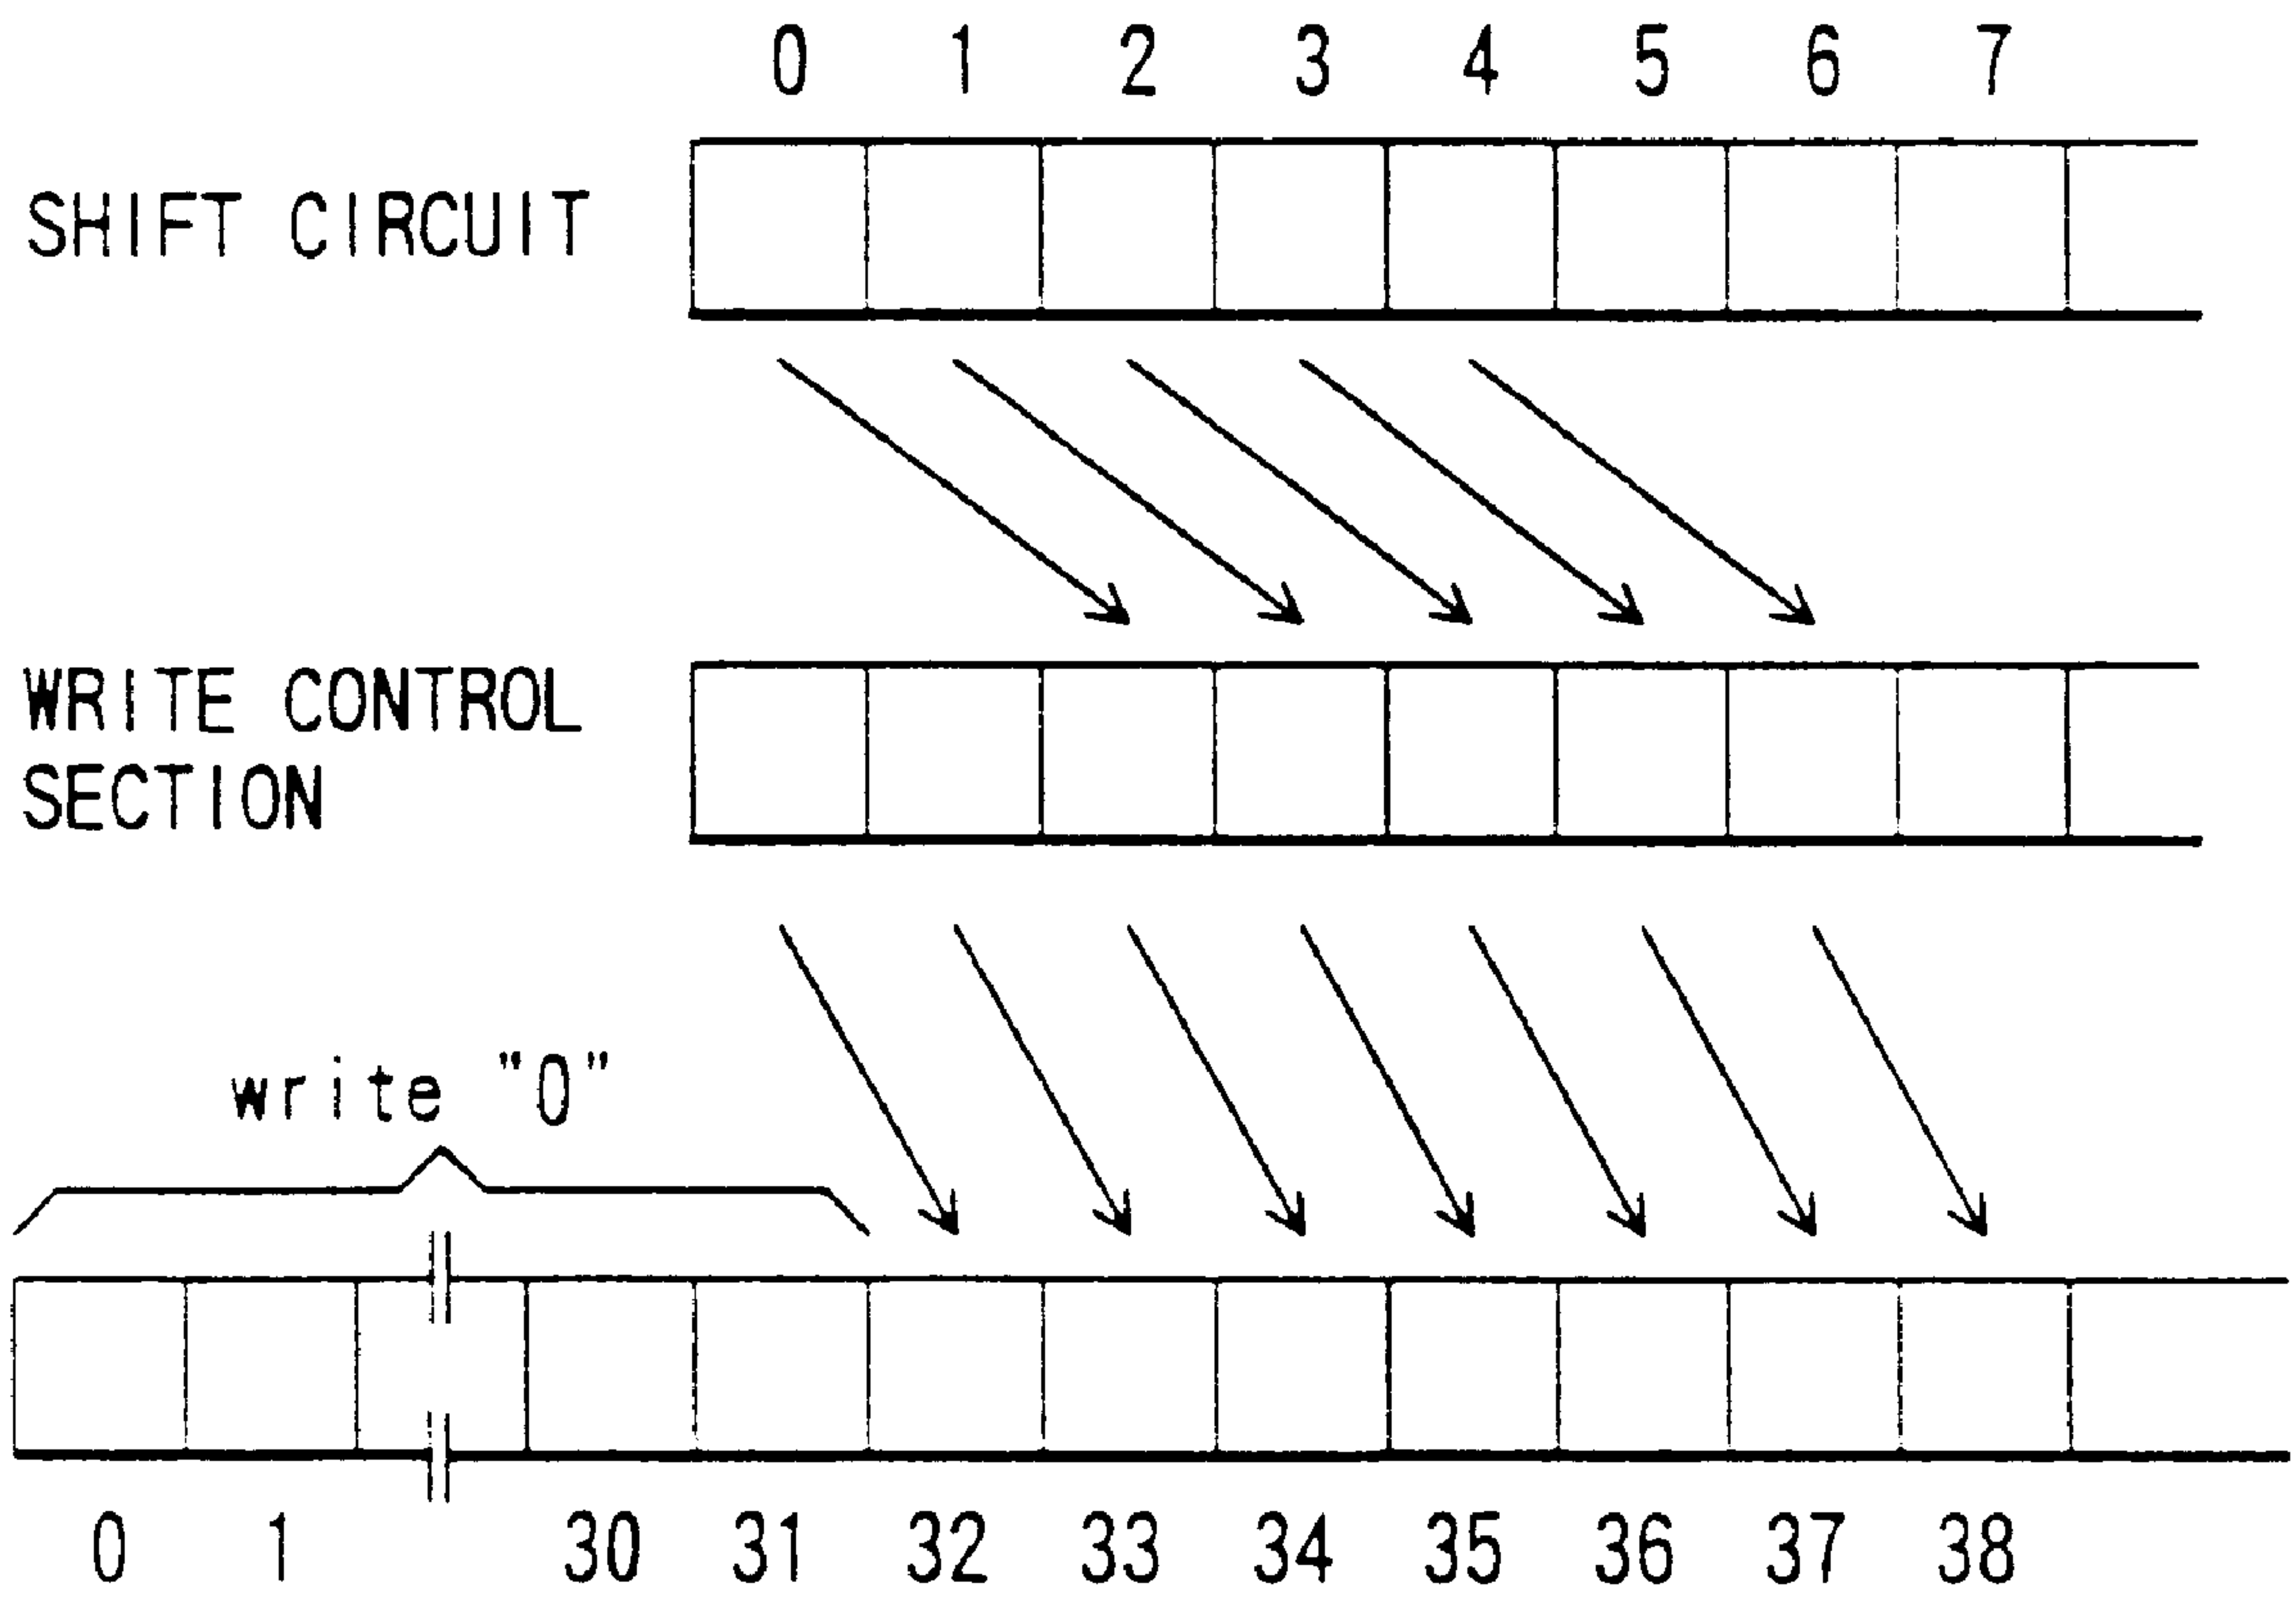 0 1 2 3 4 5 6 7
SHIFT CIRCUIT
WRITE CONTROL
SECTION
write "0"
0 1 30 31 32 33 34 35 36 37 38